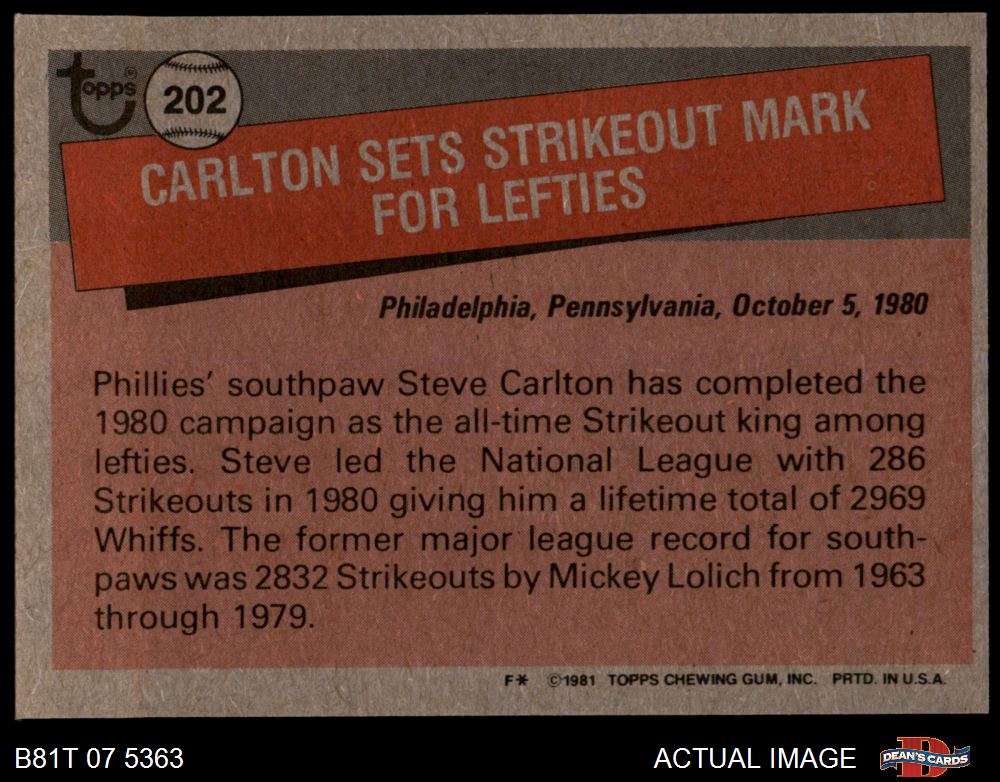 topps®
202
CARLTON SETS STRIKEOUT MARK
FOR LEFTIES
Philadelphia, Pennsylvania, October 5, 1980
Phillies' southpaw Steve Carlton has completed the
1980 campaign as the all-time Strikeout king among
lefties. Steve led the National League with 286
Strikeouts in 1980 giving him a lifetime total of 2969
Whiffs. The former major league record for south-
paws was 2832 Strikeouts by Mickey Lolich from 1963
through 1979.
F* ©1981 TOPPS CHEWING GUM, INC. PRTD. IN U.S.A.
B81T 07 5363 ACTUAL IMAGE DEAN'S CARDS